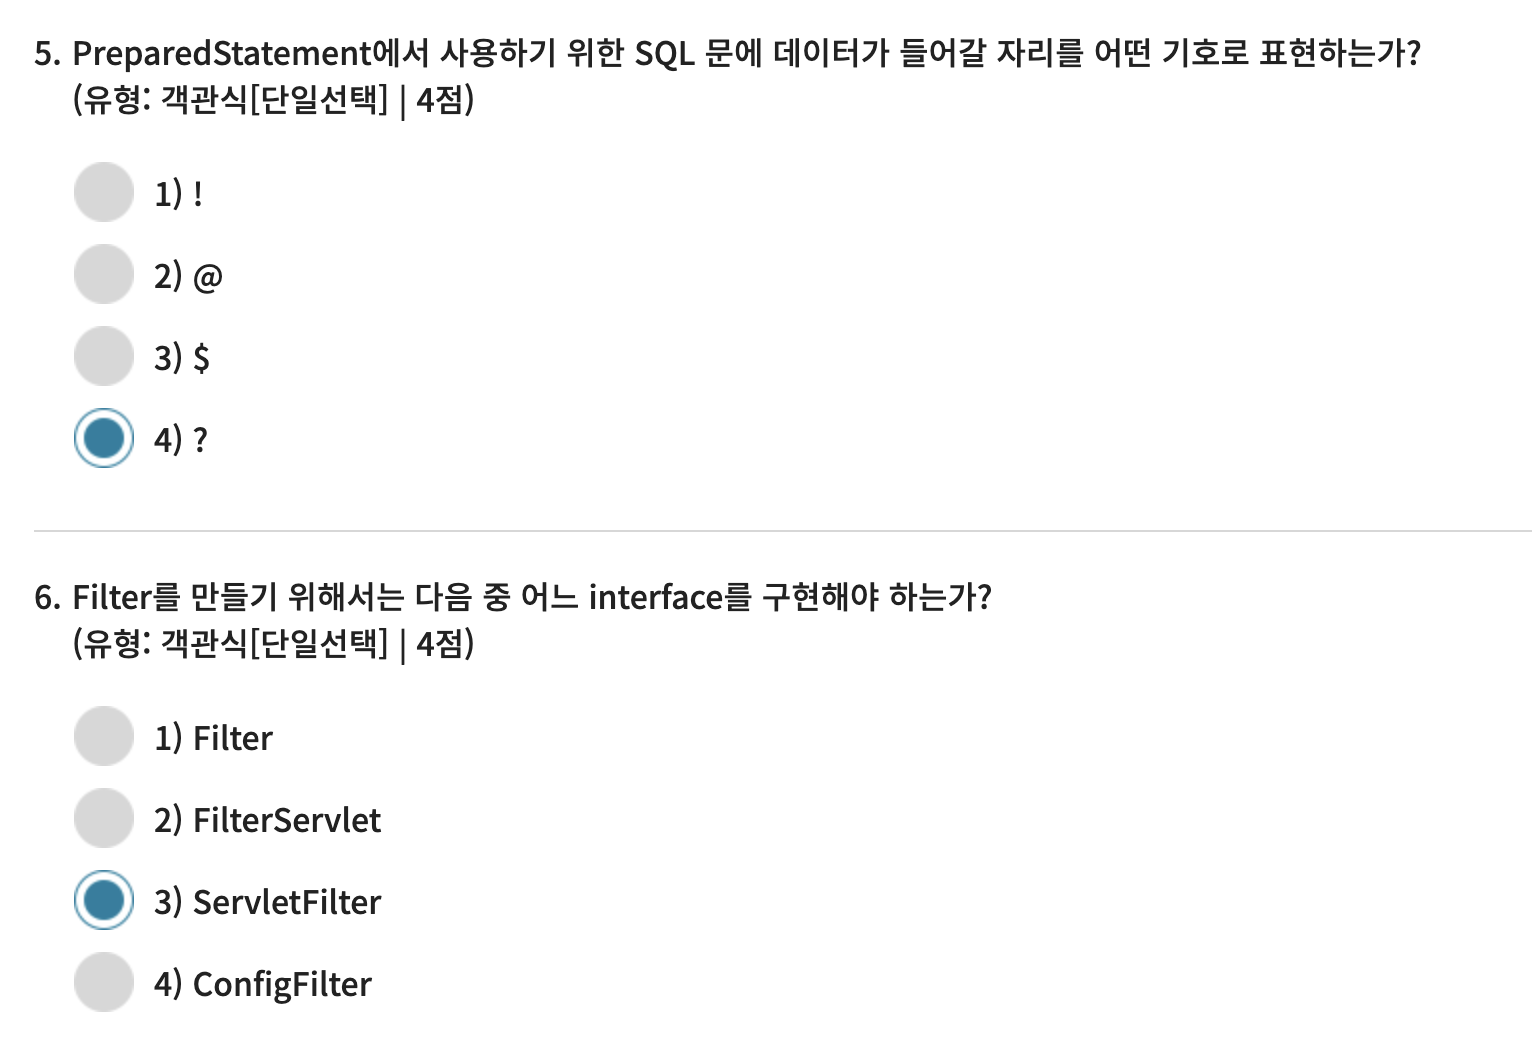 5. PreparedStatement에서 사용하기 위한 SQL 문에 데이터가 들어갈 자리를 어떤 기호로 표현하는가?
(유형: 객관식[단일선택] | 4점)
1) !
2) @
3) $
4) ?
6. Filter를 만들기 위해서는 다음 중 어느 interface를 구현해야 하는가?
(유형: 객관식[단일선택] | 4점)
1) Filter
2) FilterServlet
3) ServletFilter
4) ConfigFilter